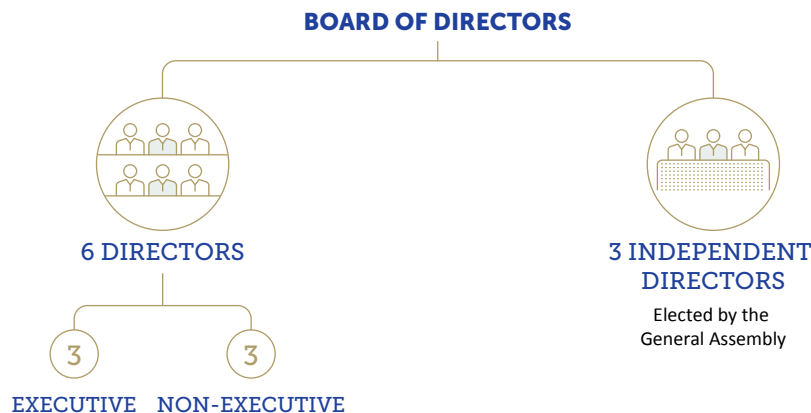 BOARD OF DIRECTORS
6 DIRECTORS
3 INDEPENDENT
DIRECTORS
Elected by the
General Assembly
3
3
EXECUTIVE
NON-EXECUTIVE